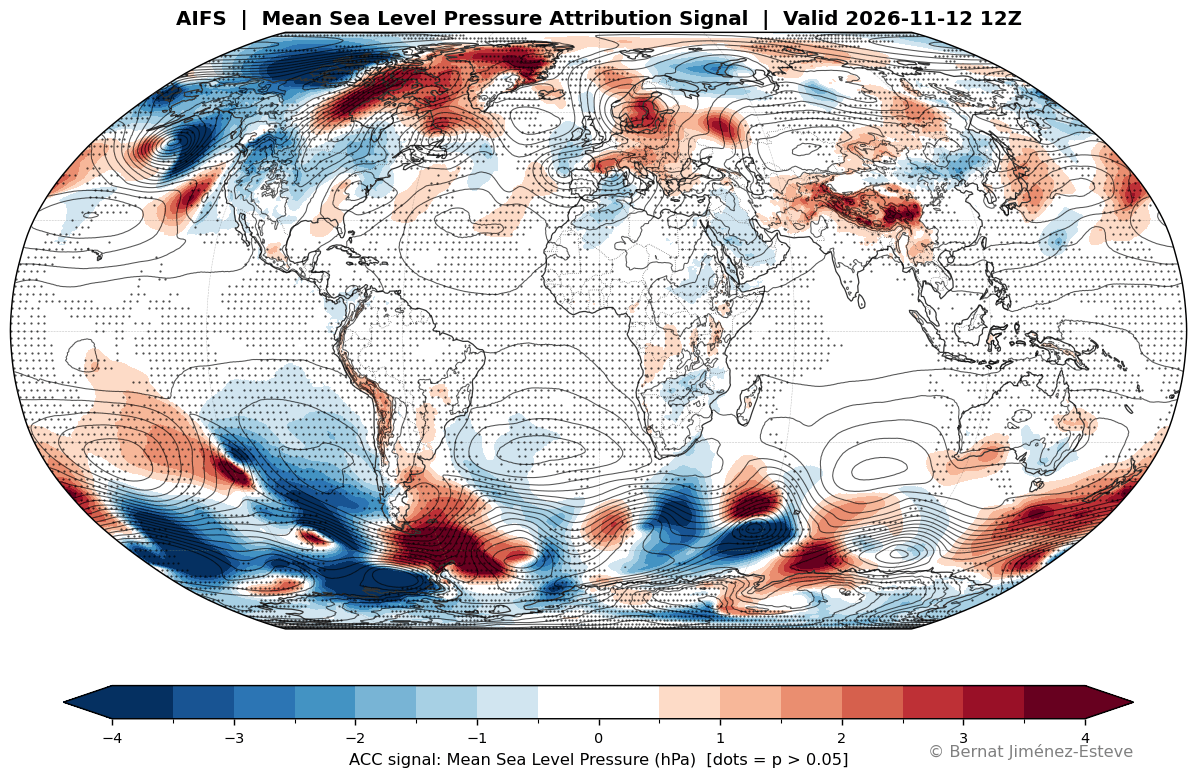 AIFS  |  Mean Sea Level Pressure Attribution Signal  |  Valid 2026-11-12 12Z
−4 −3 −2 −1 0 1 2 3 4
ACC signal: Mean Sea Level Pressure (hPa)  [dots = p > 0.05]
© Bernat Jiménez-Esteve